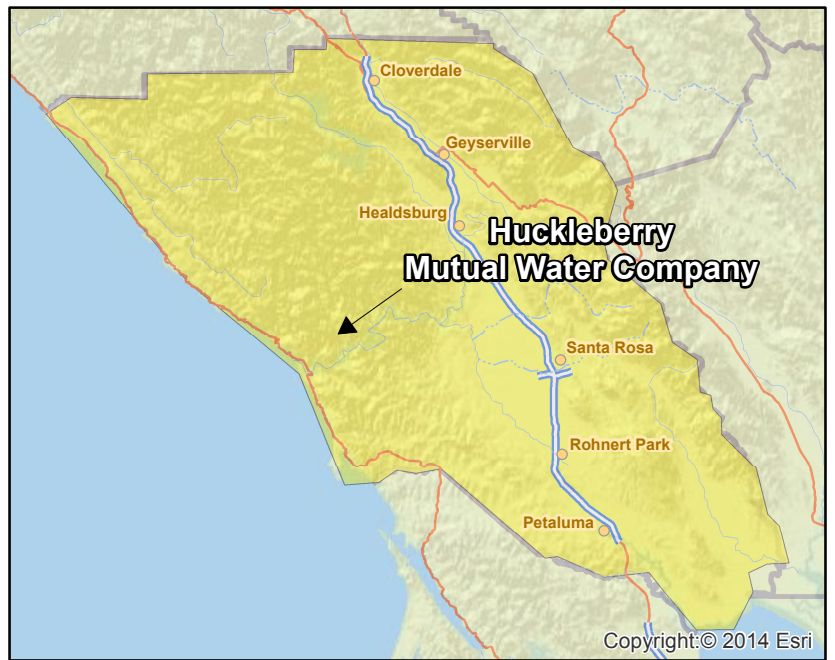 Cloverdale
Geyserville
Healdsburg
Huckleberry
Mutual Water Company
Santa Rosa
Rohnert Park
Petaluma
Copyright:© 2014 Esri